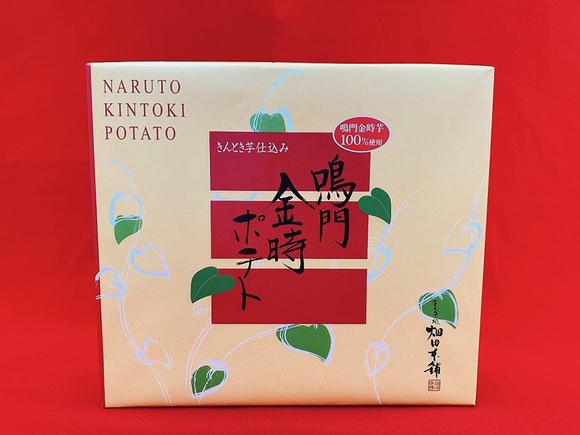 NARUTO
KINTOKI
POTATO
鳴門金時芋
100%使用
きんとき芋仕込み
鳴門
金時
ポテト
畑田本舗